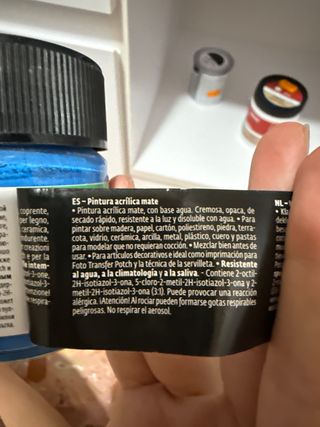 ES – Pintura acrílica mate
• Pintura acrílica mate, con base agua. Cremosa, opaca, de
secado rápido, resistente a la luz y disoluble con agua. • Para
pintar sobre madera, papel, cartón, poliestireno, piedra, terra-
cota, vidrio, cerámica, arcilla, metal, plástico, cuero y pastas
para modelar que no requieran cocción. • Mezclar bien antes de
usar. • Para artículos decorativos e ideal como imprimación para
Foto Transfer Potch y la técnica de la servilleta. • Resistente
al agua, a la climatología y a la saliva. - Contiene 2-octil-
2H-isotiazol-3-ona, 5-cloro-2-metil-2H-isotiazol-3-ona y 2-
metil-2H-isotiazol-3-ona (3:1). Puede provocar una reacción
alérgica. ¡Atención! Al rociar pueden formarse gotas respirables
peligrosas. No respirar el aerosol.
coprente,
per legno,
ceramica,
NL –